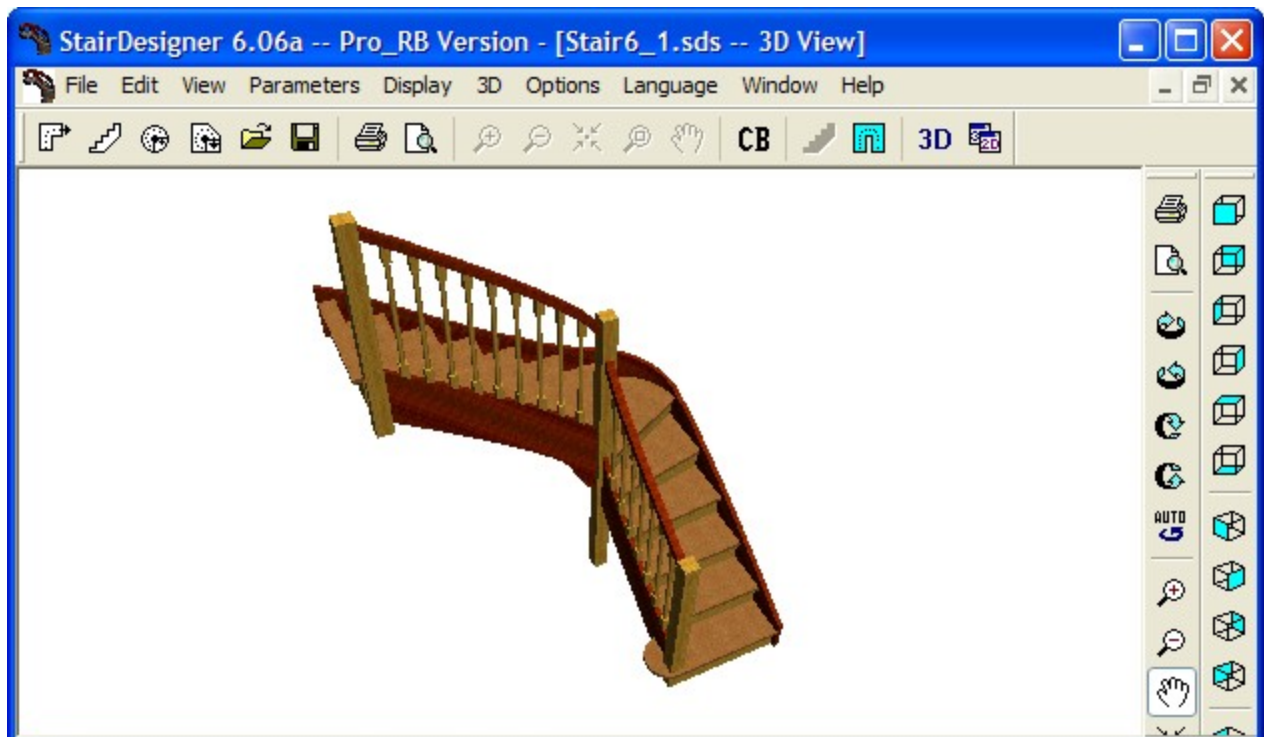 StairDesigner 6.06a -- Pro_RB Version - [Stair6_1.sds -- 3D View]
File Edit View Parameters Display 3D Options Language Window Help
CB 3D 2D
AUTO